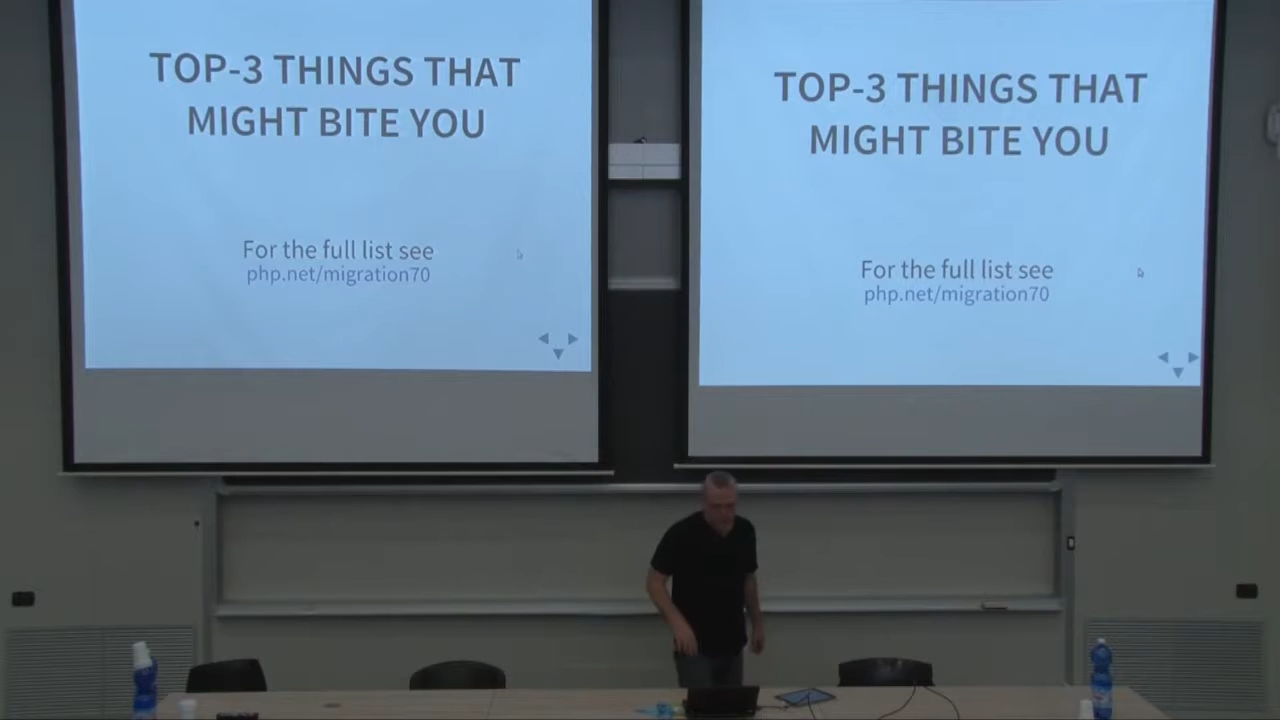 TOP-3 THINGS THAT
MIGHT BITE YOU
For the full list see
php.net/migration70
TOP-3 THINGS THAT
MIGHT BITE YOU
For the full list see
php.net/migration70